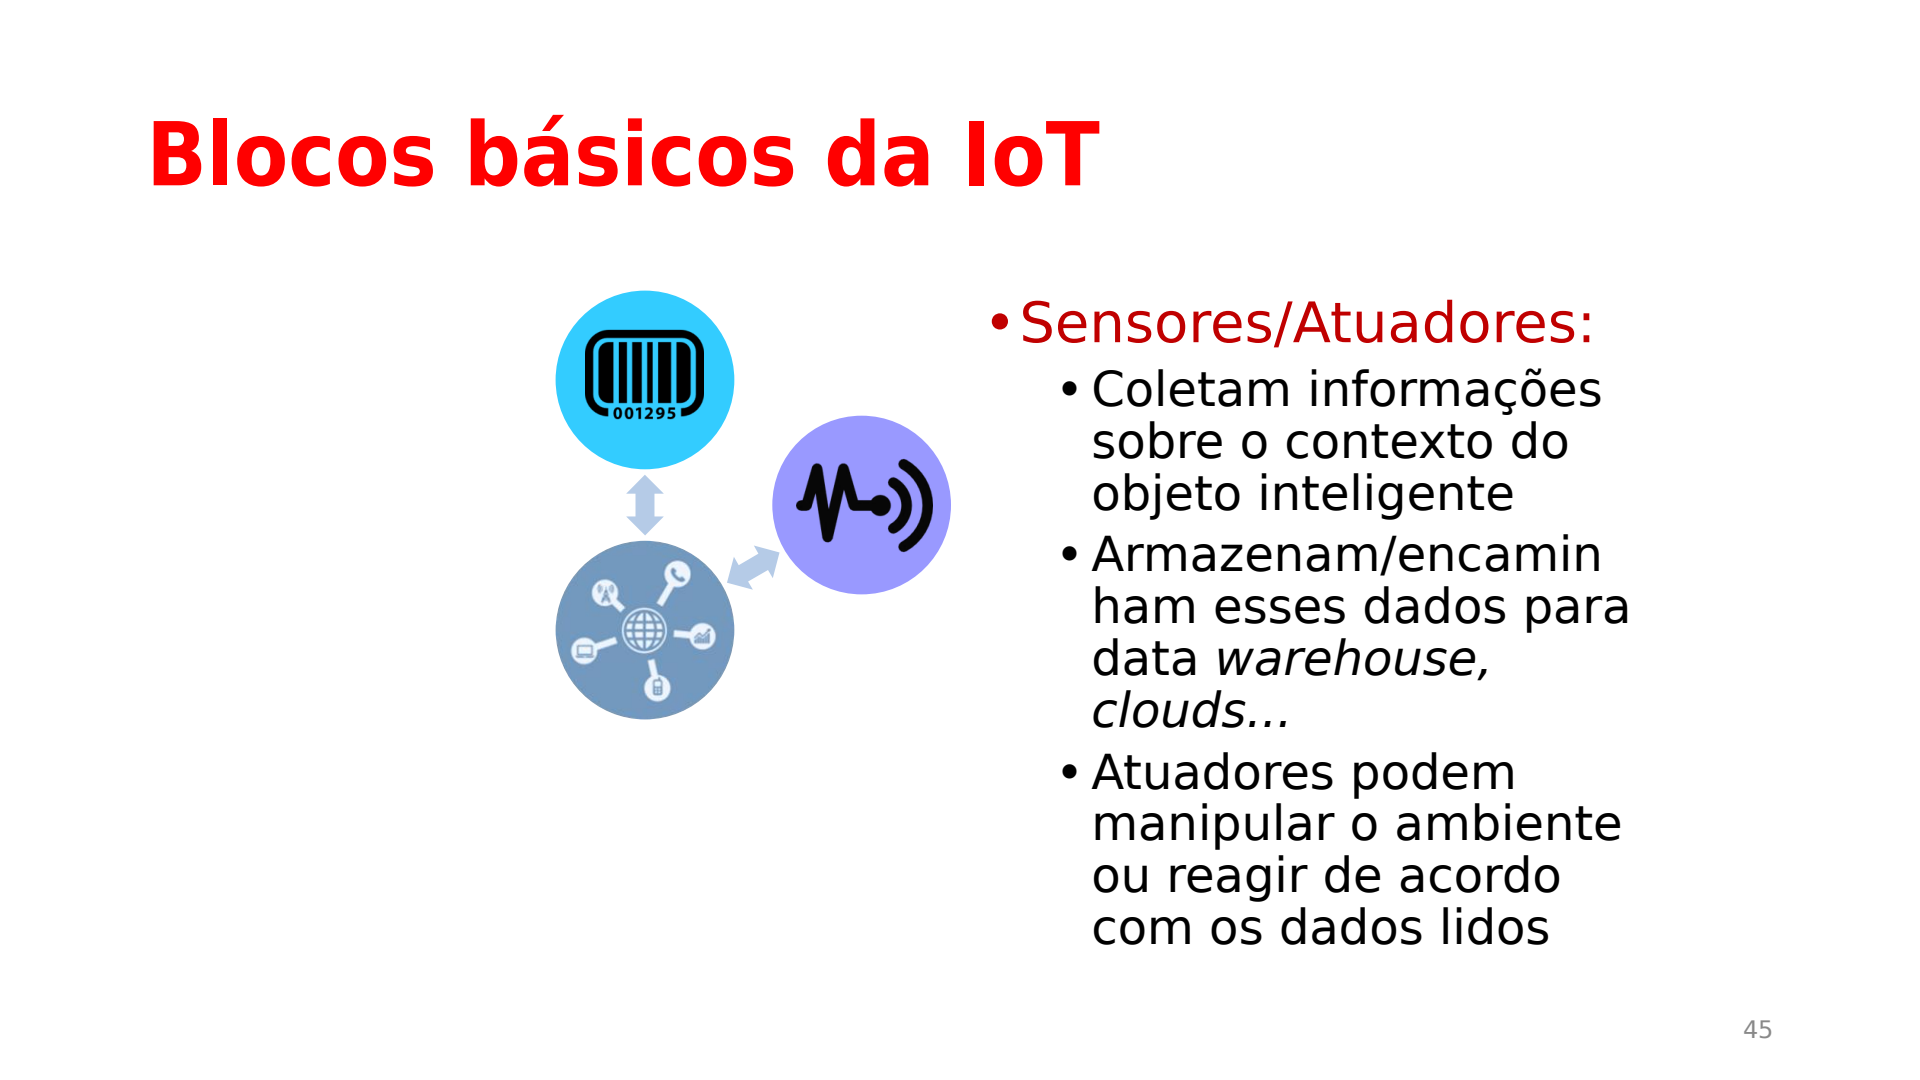 Blocos básicos da IoT
001295
• Sensores/Atuadores:
• Coletam informações
sobre o contexto do
objeto inteligente
• Armazenam/encamin
ham esses dados para
data warehouse,
clouds...
• Atuadores podem
manipular o ambiente
ou reagir de acordo
com os dados lidos
45